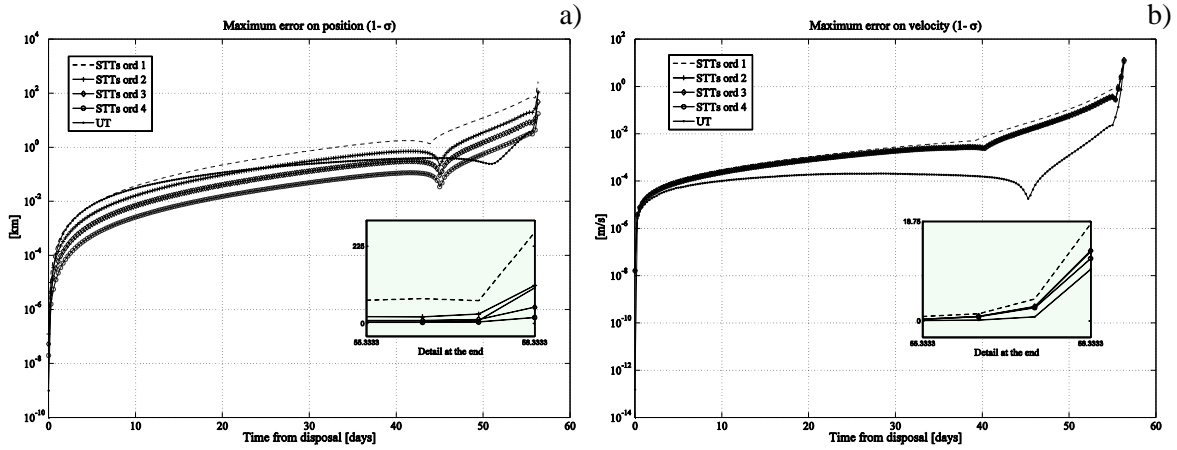 Maximum error on position (1- σ)
a)
10^4
10^2
10^0
10^-2
10^-4
10^-6
10^-8
10^-10
[km]
STTs ord 1
STTs ord 2
STTs ord 3
STTs ord 4
UT
225
0
55.3333
56.3333
Detail at the end
0
10
20
30
40
50
60
Time from disposal [days]
Maximum error on velocity (1- σ)
b)
10^2
10^0
10^-2
10^-4
10^-6
10^-8
10^-10
10^-12
10^-14
[m/s]
STTs ord 1
STTs ord 2
STTs ord 3
STTs ord 4
UT
18.75
0
55.3333
56.3333
Detail at the end
0
10
20
30
40
50
60
Time from disposal [days]